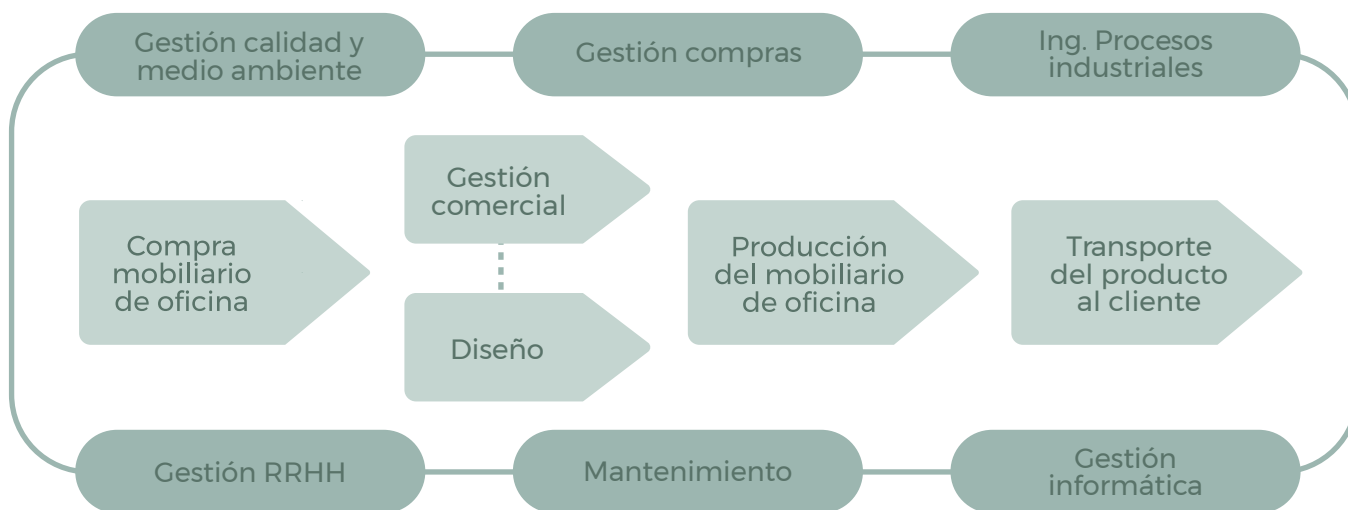 Gestión calidad y
medio ambiente
Gestión compras
Ing. Procesos
industriales
Compra
mobiliario
de oficina
Gestión
comercial
Diseño
Producción
del mobiliario
de oficina
Transporte
del producto
al cliente
Gestión RRHH
Mantenimiento
Gestión
informática